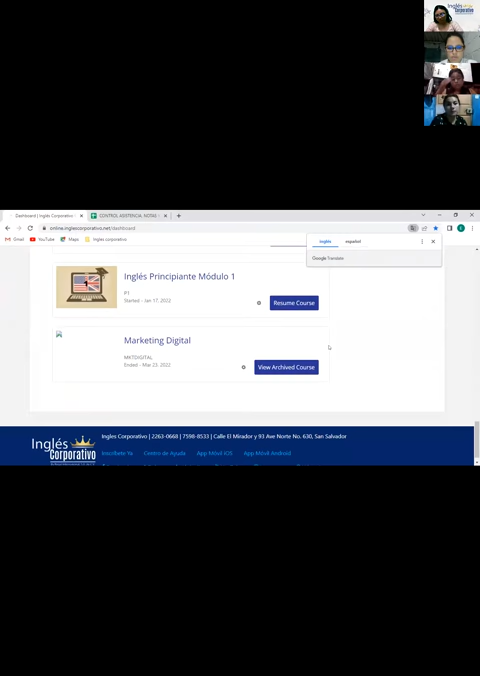 Inglés
Corporativo
Dashboard | Inglés Corporativo
CONTROL ASISTENCIA, NOTAS
online.inglescorporativo.net/dashboard
Gmail
YouTube
Maps
ingles corporativo
inglés
español
Google Translate
Inglés Principiante Módulo 1
Started - Jan 17, 2022
Resume Course
Marketing Digital
MKTDIGITAL
Ended - Mar 23, 2022
View Archived Course
Inglés
Corporativo
Ingles Corporativo | 2263-0668 | 7598-8533 | Calle El Mirador y 93 Ave Norte No. 630, San Salvador
Inscríbete Ya
Centro de Ayuda
App Móvil iOS
App Móvil Android